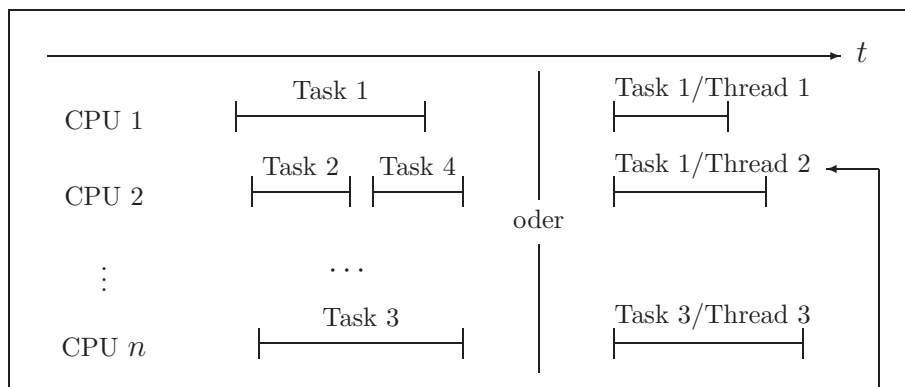 t
Task 1 Task 1/Thread 1
CPU 1
Task 2 Task 4 Task 1/Thread 2
CPU 2
oder
⋮ ...
Task 3 Task 3/Thread 3
CPU n